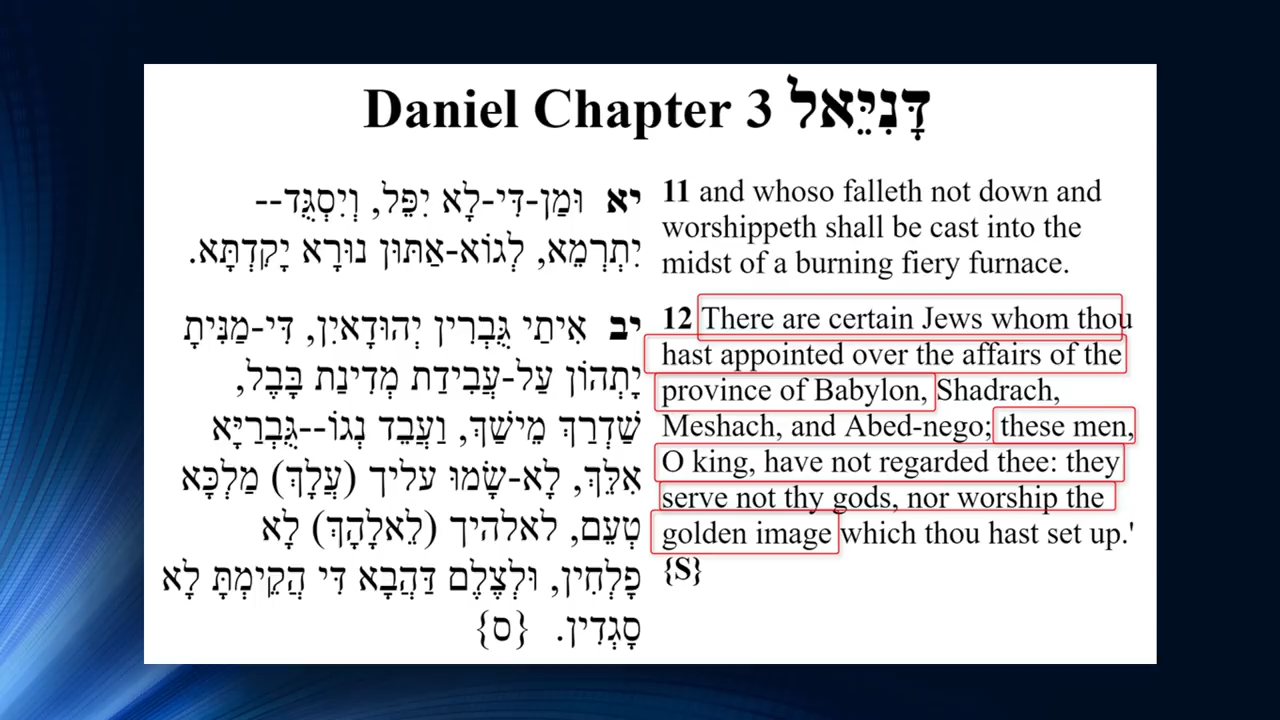 Daniel Chapter 3 דָּנִיֵּאל
יא וּמַן-דִּי-לָא יִפֵּל, וְיִסְגֻּד--
יִתְרְמֵא, לְגוֹא-אַתּוּן נוּרָא יָקִדְתָּא.
יב אִיתַי גֻּבְרִין יְהוּדָאיִן, דִּי-מַנִּיתָ
יָתְהוֹן עַל-עֲבִידַת מְדִינַת בָּבֶל,
שַׁדְרַךְ מֵישַׁךְ, וַעֲבֵד נְגוֹ--גֻּבְרַיָּא
אִלֵּךְ, לָא-שָׂמוּ עליך (עֲלָךְ) מַלְכָּא
טְעֵם, לאלהיך (לֵאלָהָךְ) לָא
פָלְחִין, וּלְצֶלֶם דַּהֲבָא דִּי הֲקֵימְתָּ לָא
סָגְדִין. {ס}
11 and whoso falleth not down and
worshippeth shall be cast into the
midst of a burning fiery furnace.
12 There are certain Jews whom thou
hast appointed over the affairs of the
province of Babylon, Shadrach,
Meshach, and Abed-nego; these men,
O king, have not regarded thee: they
serve not thy gods, nor worship the
golden image which thou hast set up.'
{S}